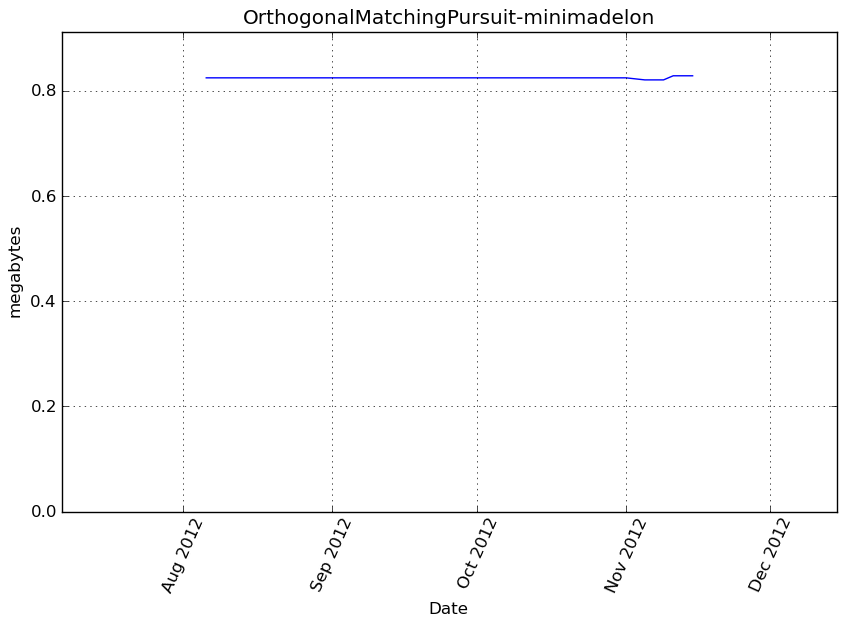 OrthogonalMatchingPursuit-minimadelon
megabytes
0.8
0.6
0.4
0.2
0.0
Aug 2012
Sep 2012
Oct 2012
Nov 2012
Dec 2012
Date